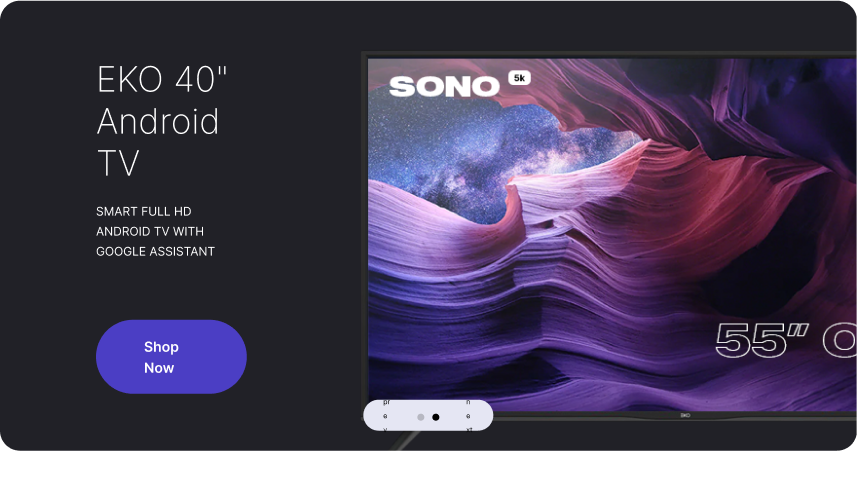 EKO 40"
Android
TV
SMART FULL HD
ANDROID TV WITH
GOOGLE ASSISTANT
Shop
Now
SONO 5k
55" O
EKO
pr
e
v
n
e
xt